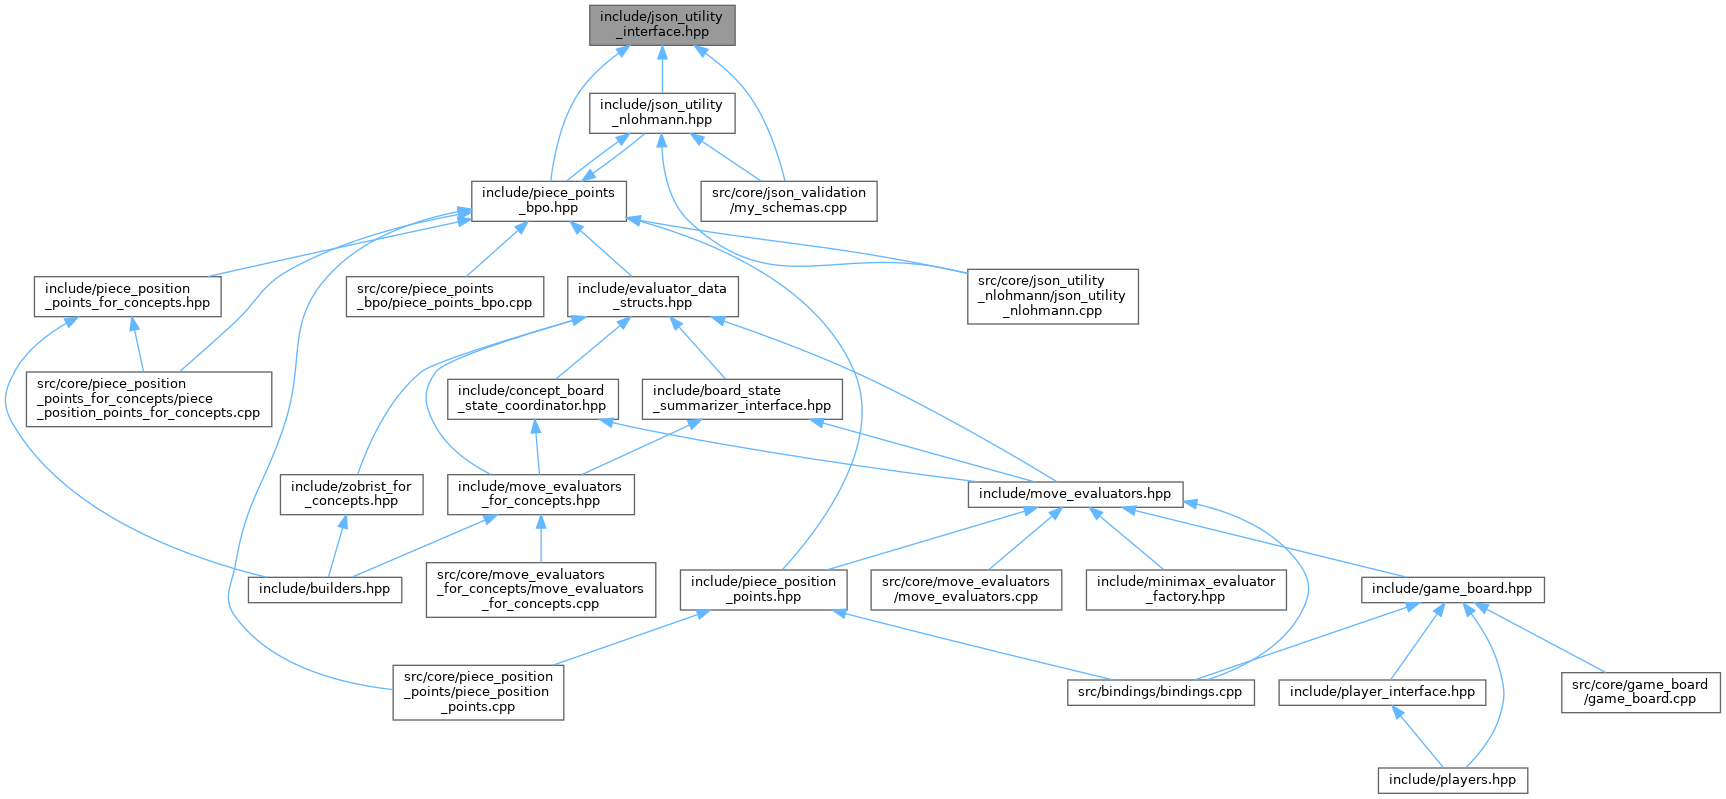 include/json_utility
_interface.hpp
include/json_utility
_nlohmann.hpp
include/piece_points
_bpo.hpp
src/core/json_validation
/my_schemas.cpp
include/piece_position
_points_for_concepts.hpp
src/core/piece_points
_bpo/piece_points_bpo.cpp
include/evaluator_data
_structs.hpp
src/core/json_utility
_nlohmann/json_utility
_nlohmann.cpp
src/core/piece_position
_points_for_concepts/piece
_position_points_for_concepts.cpp
include/concept_board
_state_coordinator.hpp
include/board_state
_summarizer_interface.hpp
include/zobrist_for
_concepts.hpp
include/move_evaluators
_for_concepts.hpp
include/move_evaluators.hpp
include/builders.hpp
src/core/move_evaluators
_for_concepts/move_evaluators
_for_concepts.cpp
include/piece_position
_points.hpp
src/core/move_evaluators
/move_evaluators.cpp
include/minimax_evaluator
_factory.hpp
include/game_board.hpp
src/core/piece_position
_points/piece_position
_points.cpp
src/bindings/bindings.cpp
include/player_interface.hpp
src/core/game_board
/game_board.cpp
include/players.hpp